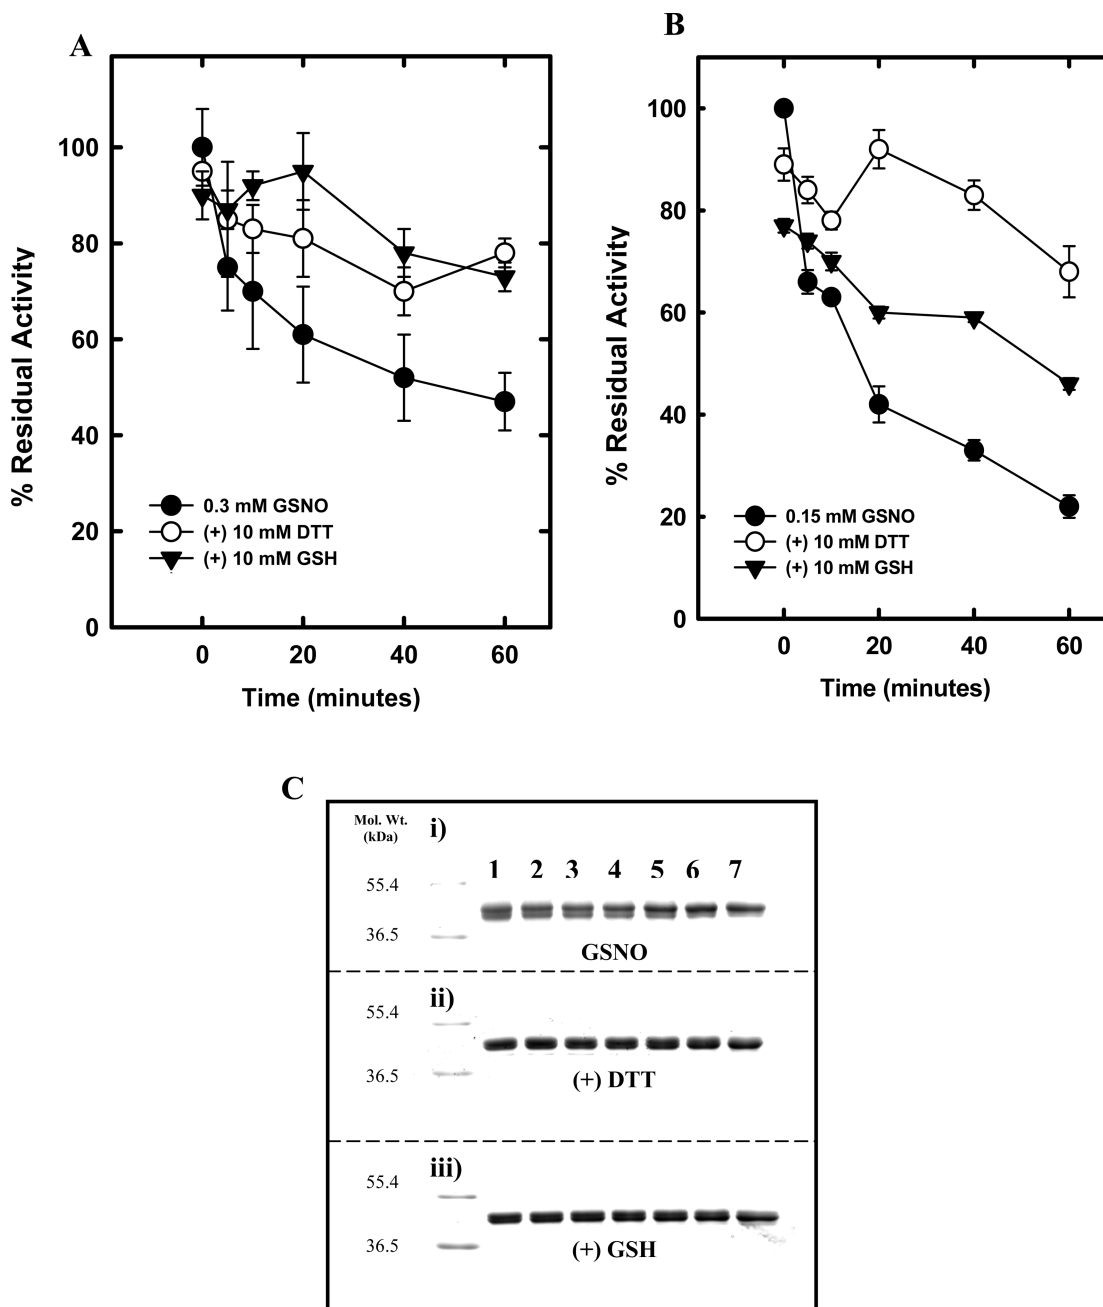 A
% Residual Activity
100
80
60
40
20
0
0.3 mM GSNO
(+) 10 mM DTT
(+) 10 mM GSH
0 20 40 60
Time (minutes)
B
% Residual Activity
100
80
60
40
20
0
0.15 mM GSNO
(+) 10 mM DTT
(+) 10 mM GSH
0 20 40 60
Time (minutes)
C
Mol. Wt.
(kDa)
i)
1 2 3 4 5 6 7
55.4
36.5
GSNO
ii)
55.4
36.5
(+) DTT
iii)
55.4
36.5
(+) GSH